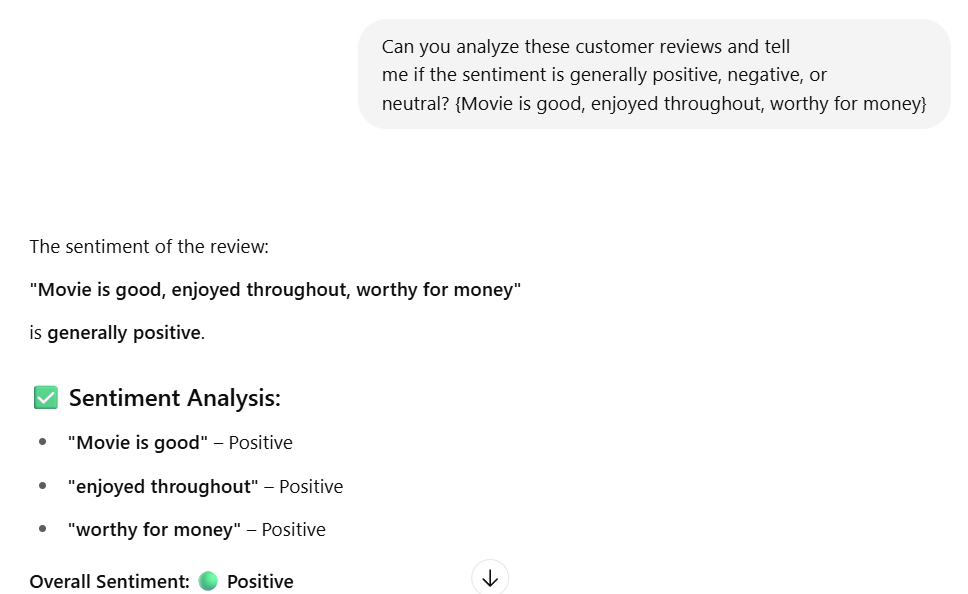 Can you analyze these customer reviews and tell
me if the sentiment is generally positive, negative, or
neutral? {Movie is good, enjoyed throughout, worthy for money}
The sentiment of the review:
"Movie is good, enjoyed throughout, worthy for money"
is generally positive.
✅ Sentiment Analysis:
• "Movie is good" – Positive
• "enjoyed throughout" – Positive
• "worthy for money" – Positive
Overall Sentiment: 🟢 Positive